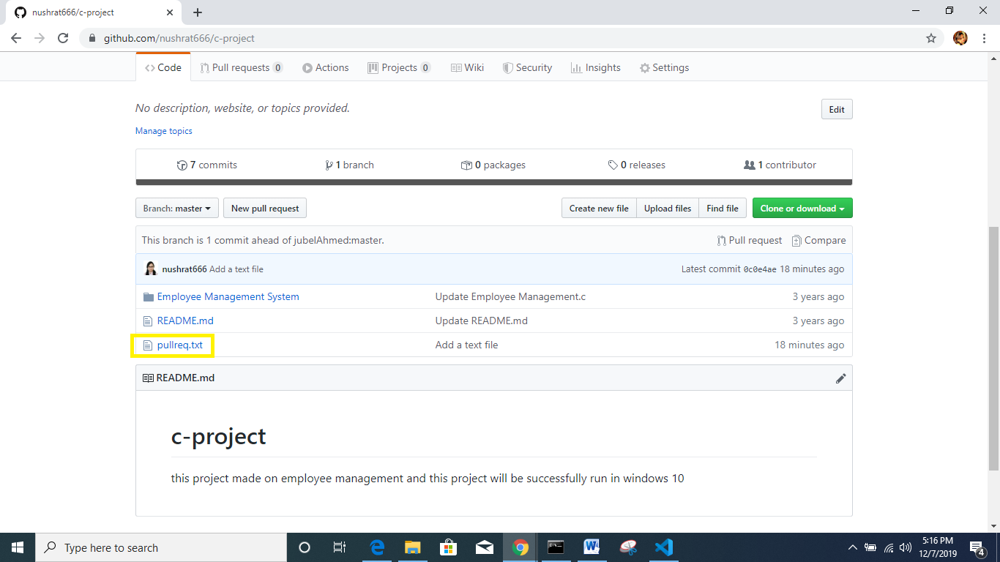 nushrat666/c-project
github.com/nushrat666/c-project
Code Pull requests 0 Actions Projects 0 Wiki Security Insights Settings
No description, website, or topics provided. Edit
Manage topics
7 commits 1 branch 0 packages 0 releases 1 contributor
Branch: master New pull request Create new file Upload files Find file Clone or download
This branch is 1 commit ahead of jubelAhmed:master. Pull request Compare
nushrat666 Add a text file Latest commit 0c0e4ae 18 minutes ago
Employee Management System Update Employee Management.c 3 years ago
README.md Update README.md 3 years ago
pullreq.txt Add a text file 18 minutes ago
README.md
c-project
this project made on employee management and this project will be successfully run in windows 10
Type here to search
5:16 PM
12/7/2019
4